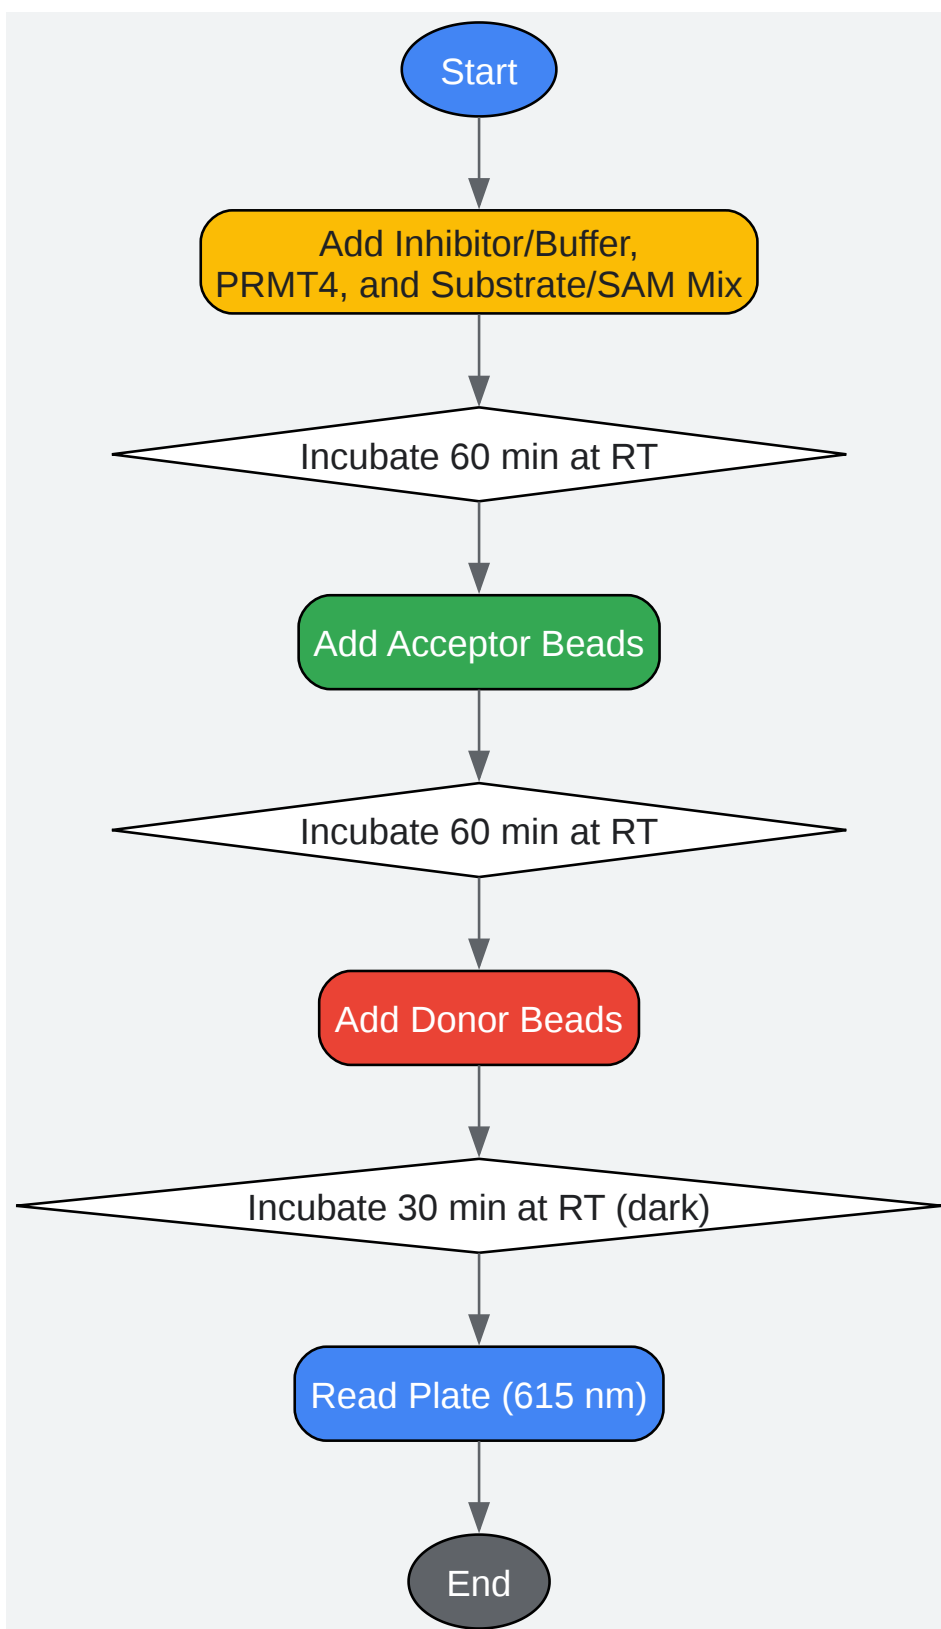 Start
Add Inhibitor/Buffer,
PRMT4, and Substrate/SAM Mix
Incubate 60 min at RT
Add Acceptor Beads
Incubate 60 min at RT
Add Donor Beads
Incubate 30 min at RT (dark)
Read Plate (615 nm)
End